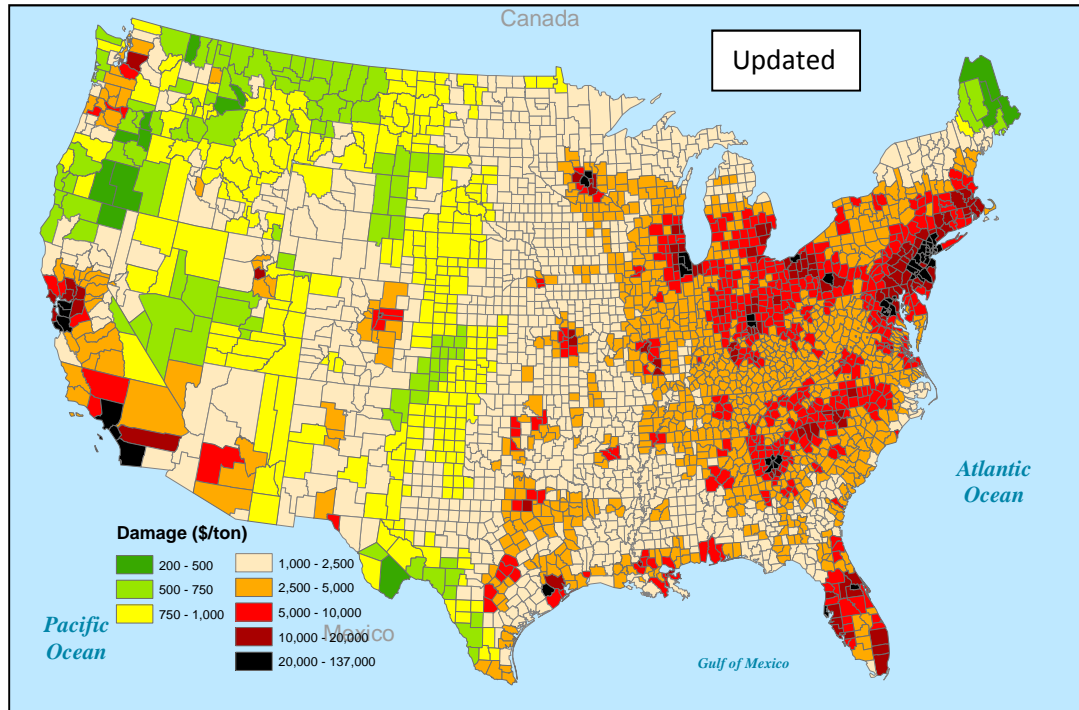 Canada
Updated
Atlantic
Ocean
Damage ($/ton)
200 - 500
500 - 750
750 - 1,000
1,000 - 2,500
2,500 - 5,000
5,000 - 10,000
10,000 - 20,000
20,000 - 137,000
Pacific
Ocean
Mexico
Gulf of Mexico